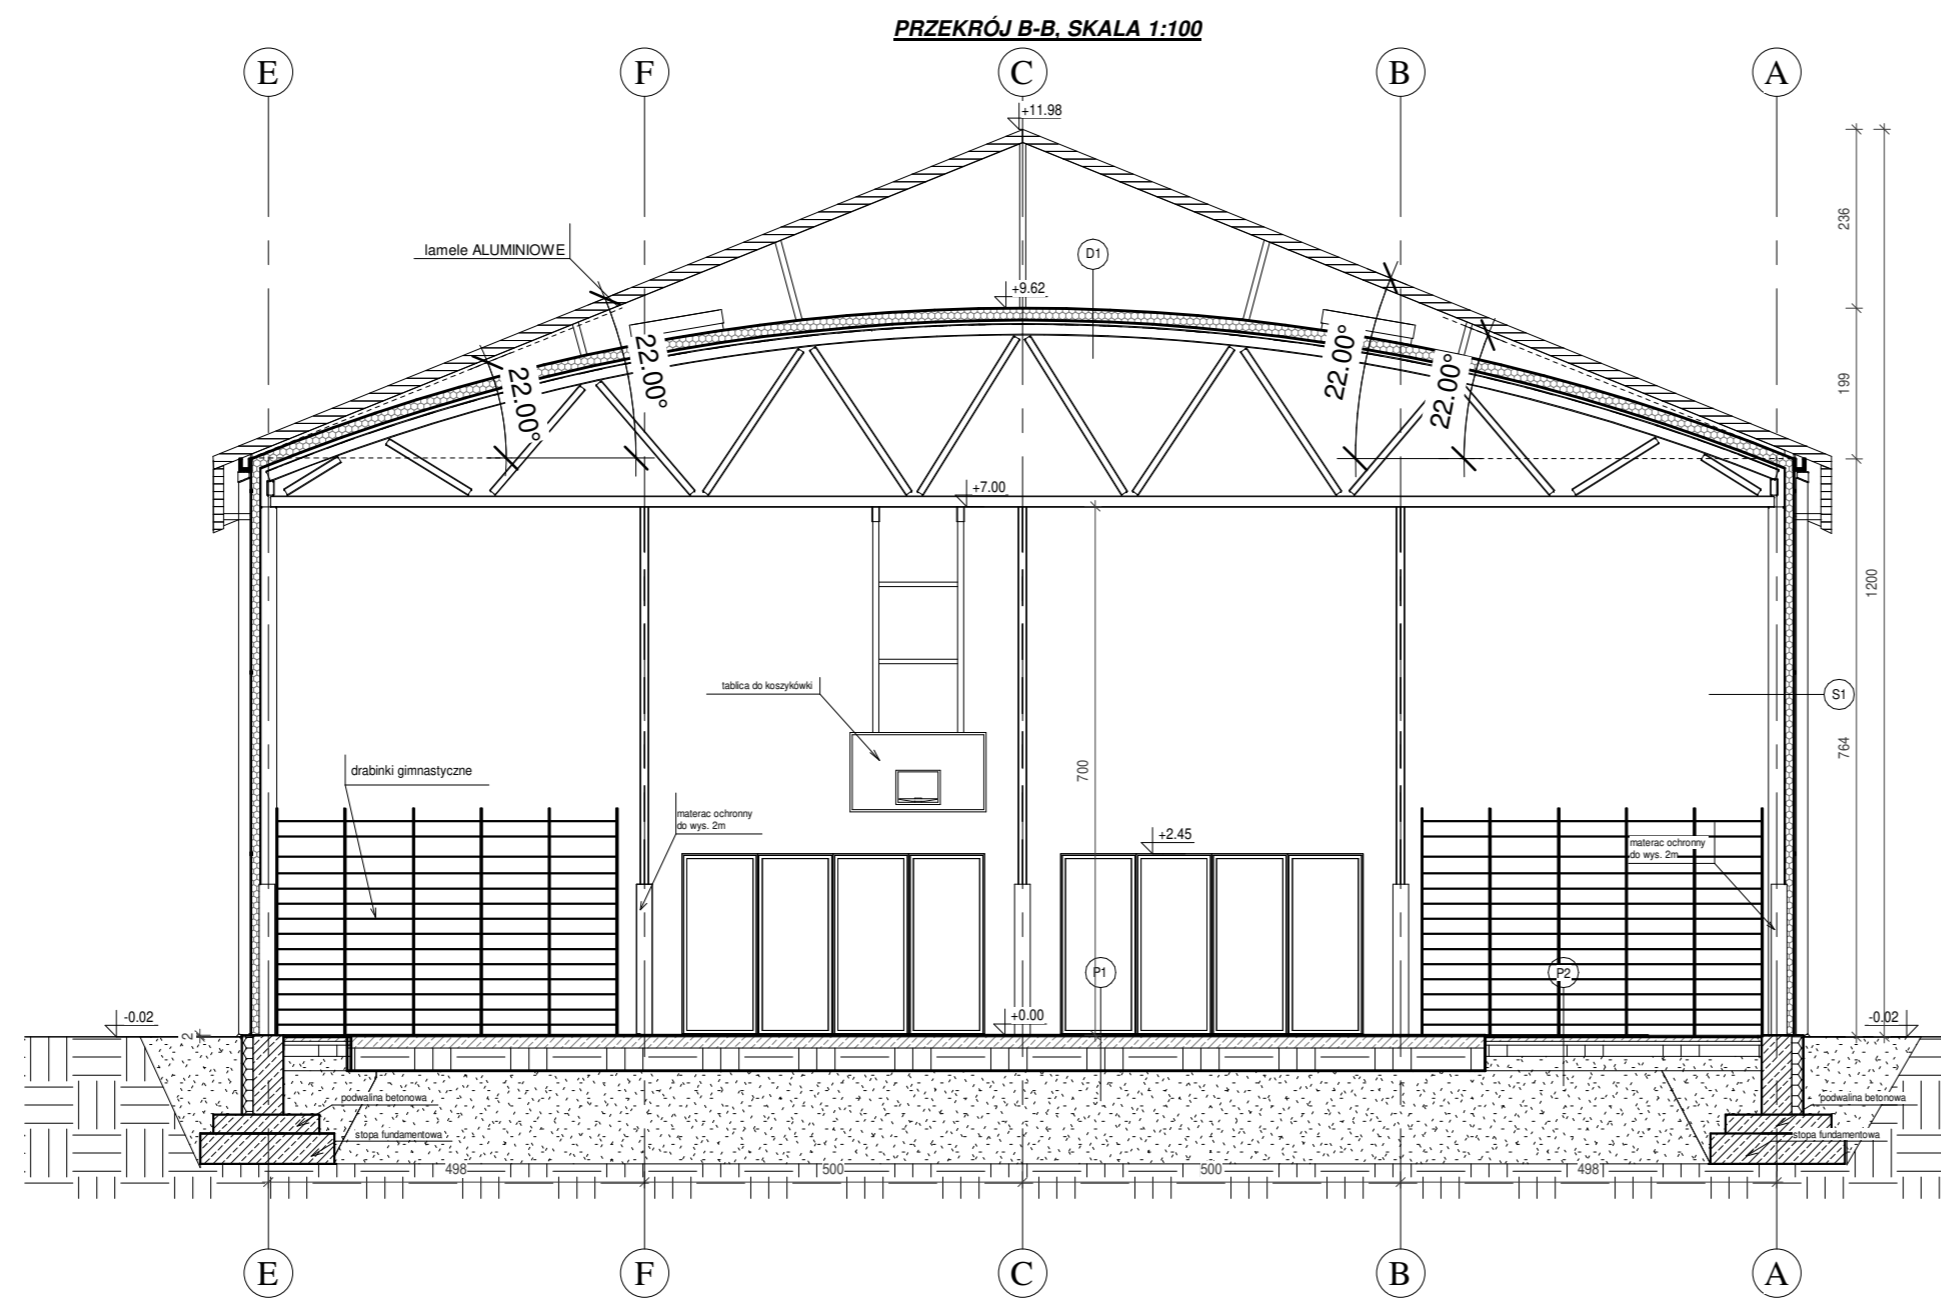 PRZEKRÓJ B-B, SKALA 1:100
E
F
C
B
A
+11.98
236
lamele ALUMINIOWE
D1
+9.62
22.00°
22.00°
22.00°
22.00°
199
+7.00
1200
tablica do koszykówki
S1
764
700
drabinki gimnastyczne
materac ochronny
do wys. 2m
+2.45
materac ochronny
do wys. 2m
P1
P2
-0.02
2
+0.00
-0.02
podwalina betonowa
stopa fundamentowa
podwalina betonowa
stopa fundamentowa
498
500
500
498
E
F
C
B
A